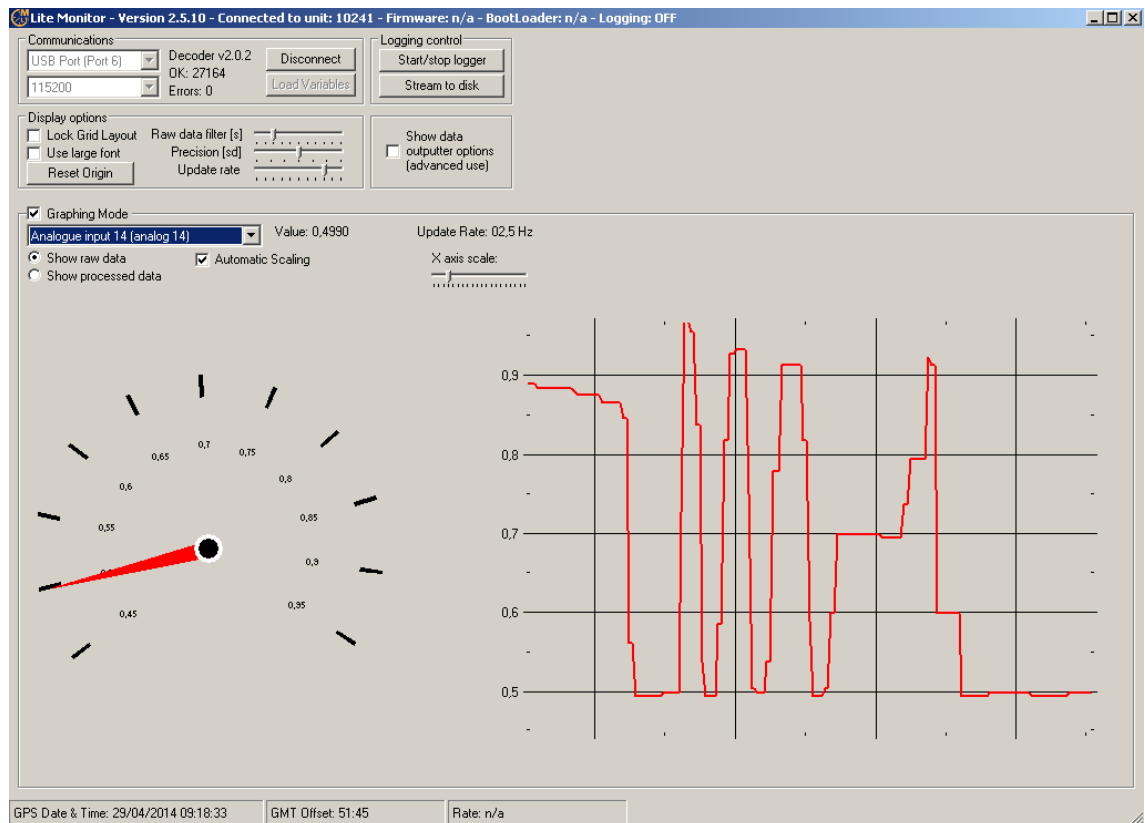 Lite Monitor - Version 2.5.10 - Connected to unit: 10241 - Firmware: n/a - BootLoader: n/a - Logging: OFF
Communications
USB Port (Port 6)
115200
Decoder v2.0.2
OK: 27164
Errors: 0
Disconnect
Load Variables
Logging control
Start/stop logger
Stream to disk
Display options
Lock Grid Layout
Use large font
Reset Origin
Raw data filter [s]
Precision [sd]
Update rate
Show data
outputter options
(advanced use)
Graphing Mode
Analogue input 14 (analog 14)
Value: 0,4990
Update Rate: 02,5 Hz
Show raw data
Show processed data
Automatic Scaling
X axis scale:
0,45
0,55
0,6
0,65
0,7
0,75
0,8
0,85
0,9
0,95
0,9
0,8
0,7
0,6
0,5
GPS Date & Time: 29/04/2014 09:18:33
GMT Offset: 51:45
Rate: n/a